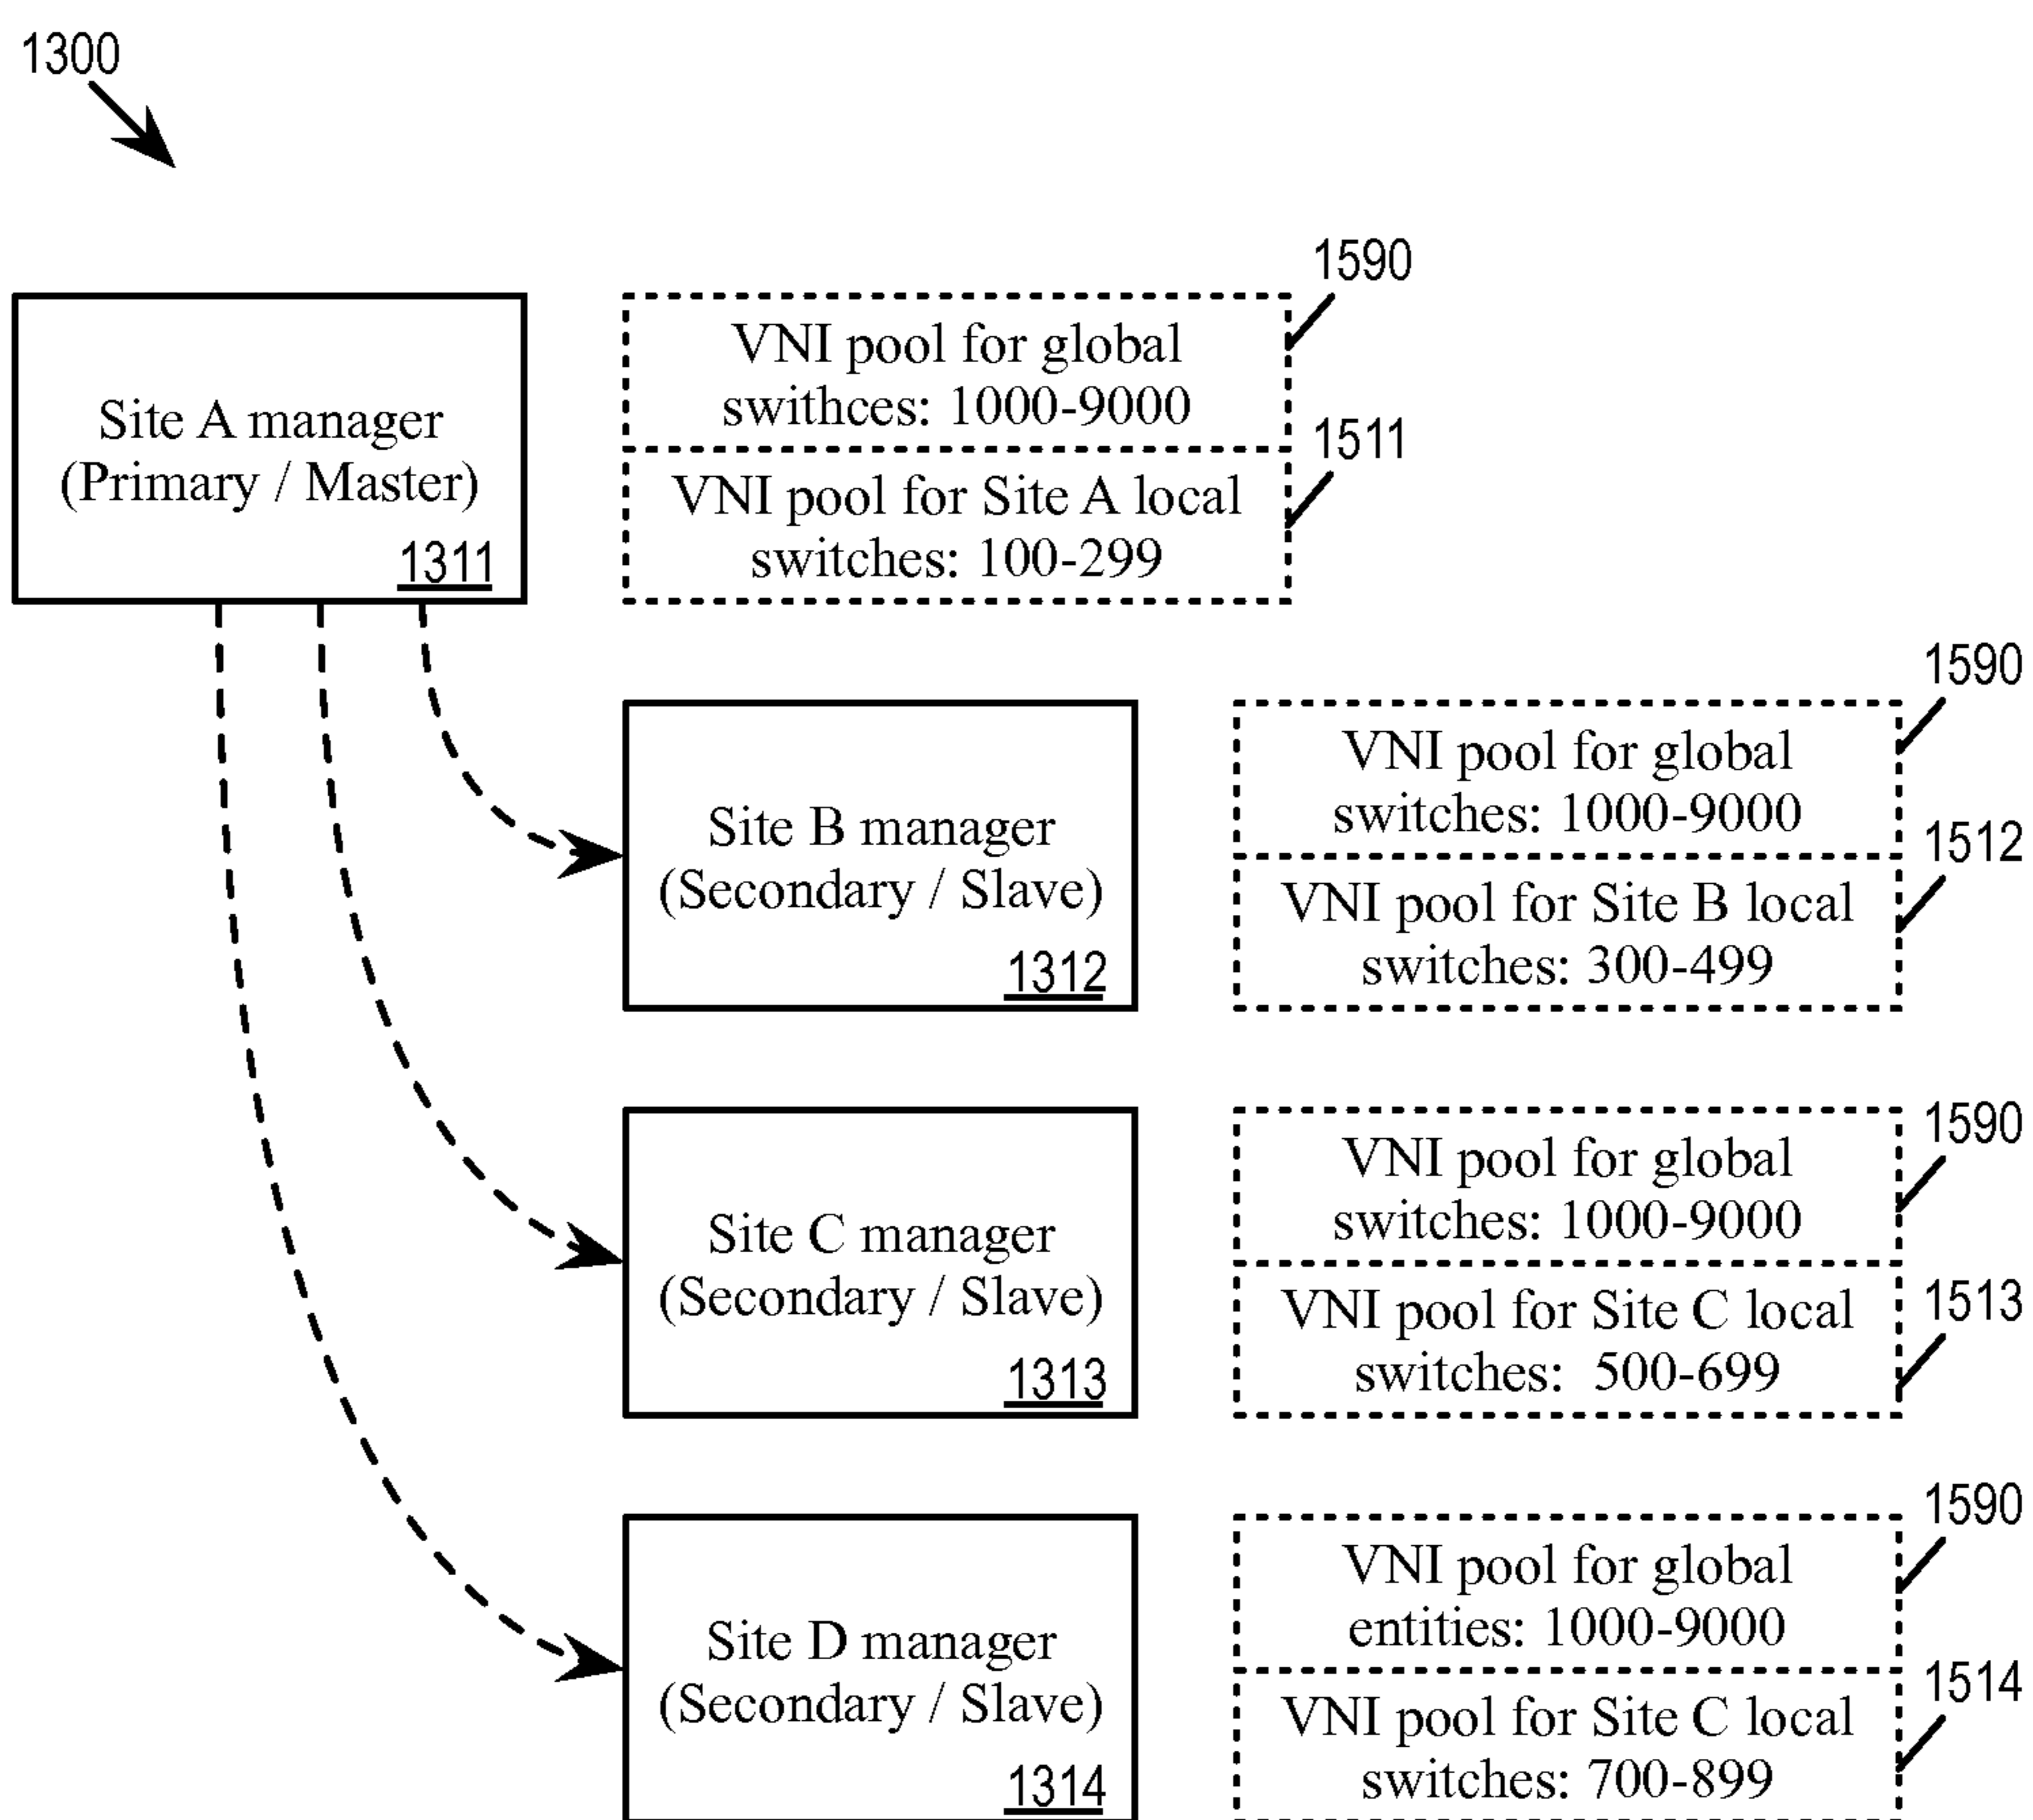 1300
1590
VNI pool for global
swithces: 1000-9000
1511
Site A manager
(Primary / Master)
1311
VNI pool for Site A local
switches: 100-299
1590
VNI pool for global
switches: 1000-9000
1512
Site B manager
(Secondary / Slave)
1312
VNI pool for Site B local
switches: 300-499
1590
VNI pool for global
switches: 1000-9000
1513
Site C manager
(Secondary / Slave)
1313
VNI pool for Site C local
switches:  500-699
1590
VNI pool for global
entities: 1000-9000
1514
Site D manager
(Secondary / Slave)
1314
VNI pool for Site C local
switches: 700-899